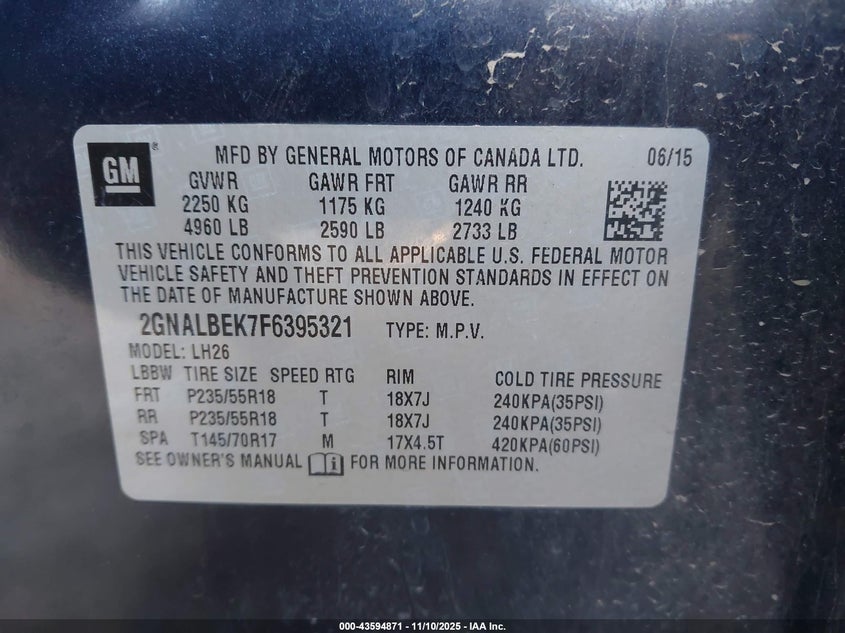 GM ® MFD BY GENERAL MOTORS OF CANADA LTD. 06/15
GVWR GAWR FRT GAWR RR
2250 KG 1175 KG 1240 KG
4960 LB 2590 LB 2733 LB
THIS VEHICLE CONFORMS TO ALL APPLICABLE U.S. FEDERAL MOTOR
VEHICLE SAFETY AND THEFT PREVENTION STANDARDS IN EFFECT ON
THE DATE OF MANUFACTURE SHOWN ABOVE.
2GNALBEK7F6395321 TYPE: M.P.V.
MODEL: LH26
LBBW TIRE SIZE SPEED RTG RIM COLD TIRE PRESSURE
FRT P235/55R18 T 18X7J 240KPA(35PSI)
RR P235/55R18 T 18X7J 240KPA(35PSI)
SPA T145/70R17 M 17X4.5T 420KPA(60PSI)
SEE OWNER'S MANUAL FOR MORE INFORMATION.
000-43594871 — 11/10/2025 — IAA Inc.